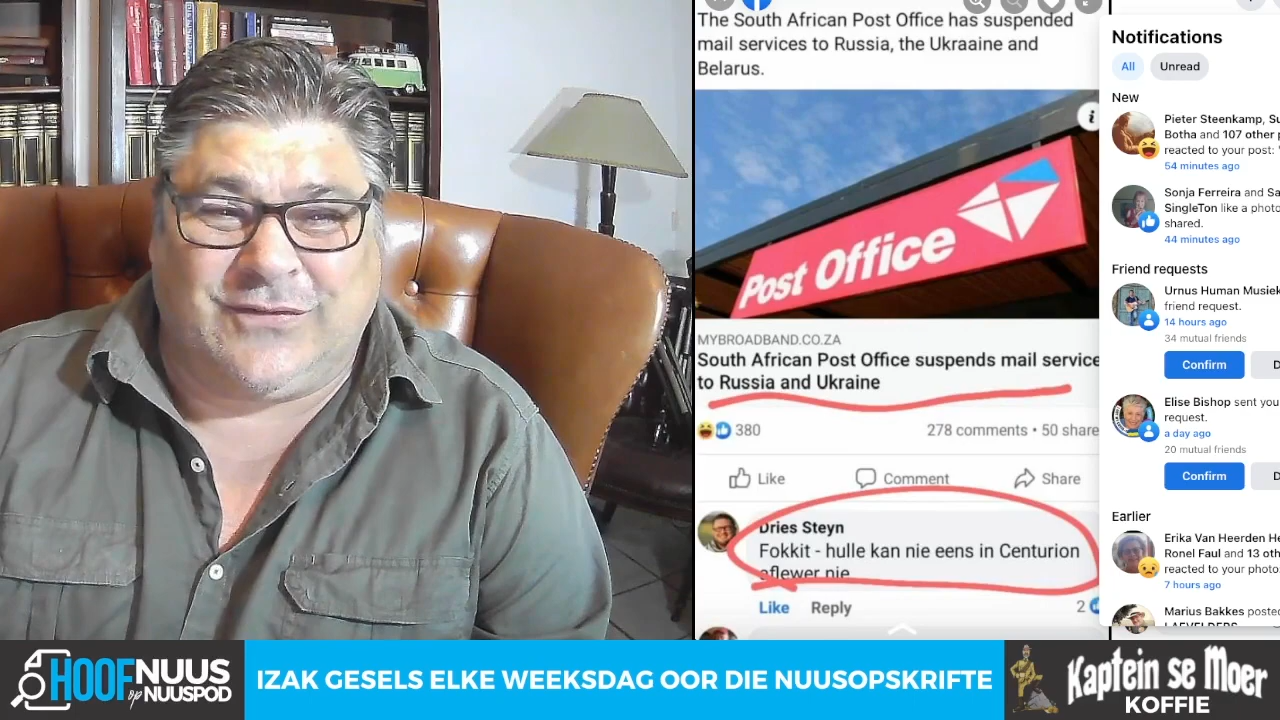 The South African Post Office has suspended
mail services to Russia, the Ukraaine and
Belarus.
Post Office
i
MYBROADBAND.CO.ZA
South African Post Office suspends mail service
to Russia and Ukraine
380
278 comments • 50 share
Like
Comment
Share
Dries Steyn
Fokkit - hulle kan nie eens in Centurion
aflewer nie
Like Reply
2
Notifications
All
Unread
New
Pieter Steenkamp, Su
Botha and 107 other p
reacted to your post: "
54 minutes ago
Sonja Ferreira and Sa
SingleTon like a photo
shared.
44 minutes ago
Friend requests
Urnus Human Musiek
friend request.
14 hours ago
34 mutual friends
Confirm
D
Elise Bishop sent you
request.
a day ago
20 mutual friends
Confirm
D
Earlier
Erika Van Heerden He
Ronel Faul and 13 oth
reacted to your photo:
7 hours ago
Marius Bakkes posted
LAEVELDERS
HOOFNUUS
op NUUSPOD
IZAK GESELS ELKE WEEKSDAG OOR DIE NUUSOPSKRIFTE
Kaptein se Moer
KOFFIE